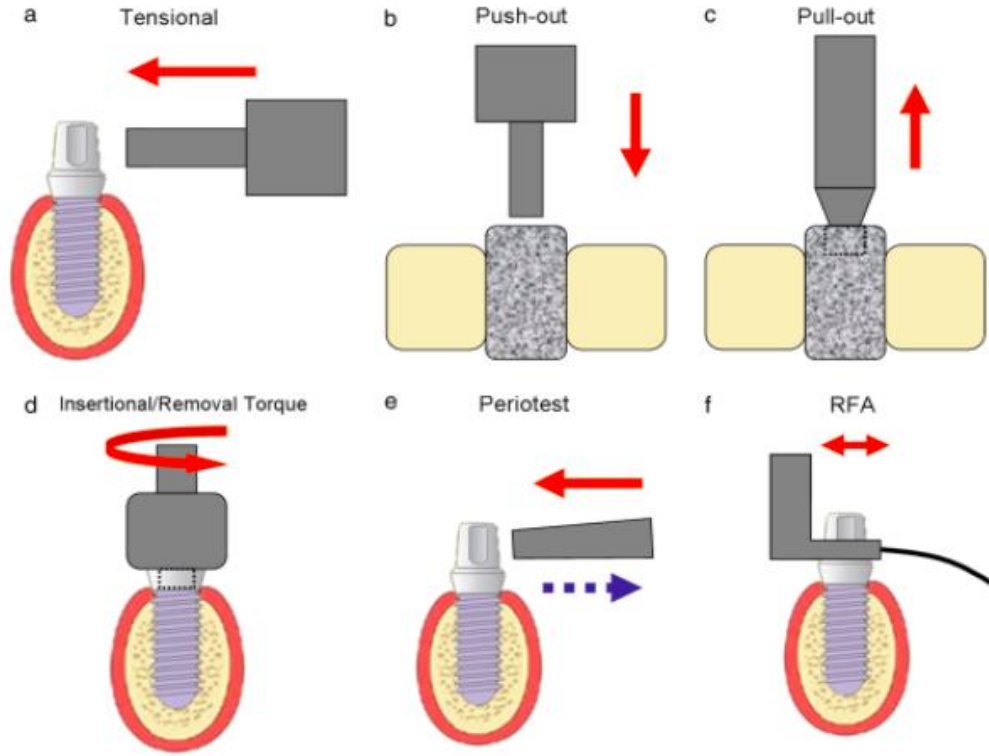 a Tensional
b Push-out
c Pull-out
d Insertional/Removal Torque
e Periotest
f RFA